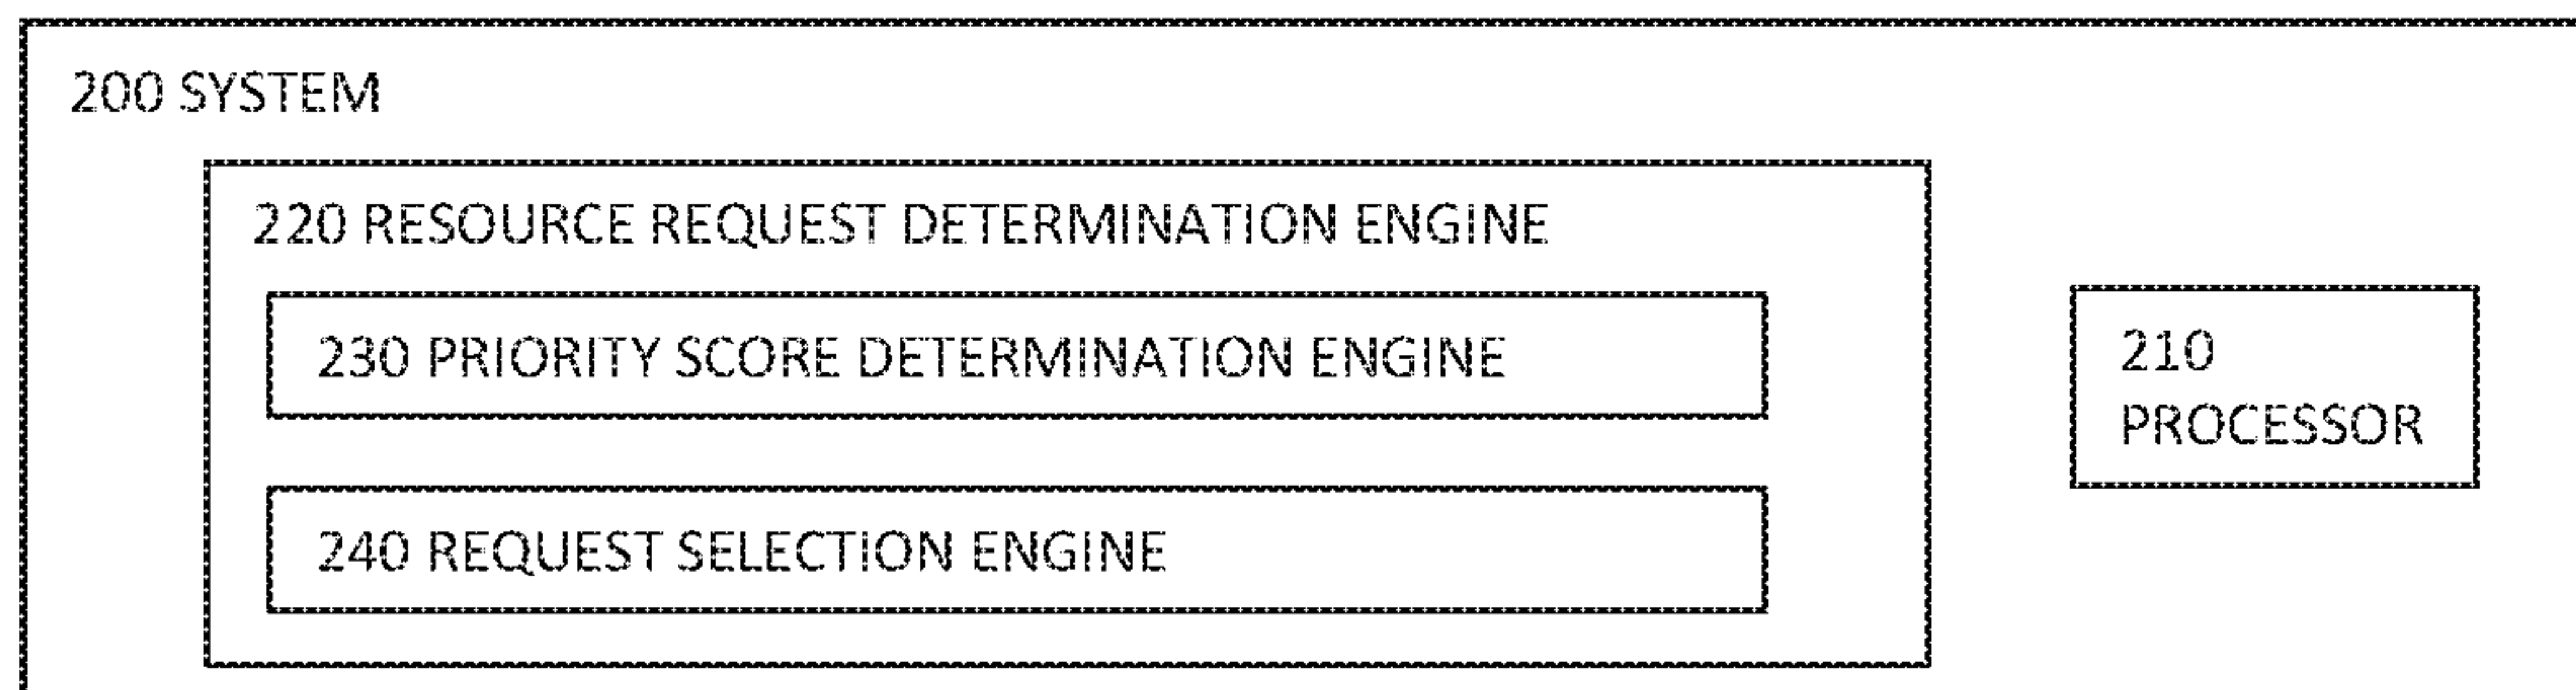 200 SYSTEM
220 RESOURCE REQUEST DETERMINATION ENGINE
230 PRIORITY SCORE DETERMINATION ENGINE
240 REQUEST SELECTION ENGINE
210
PROCESSOR